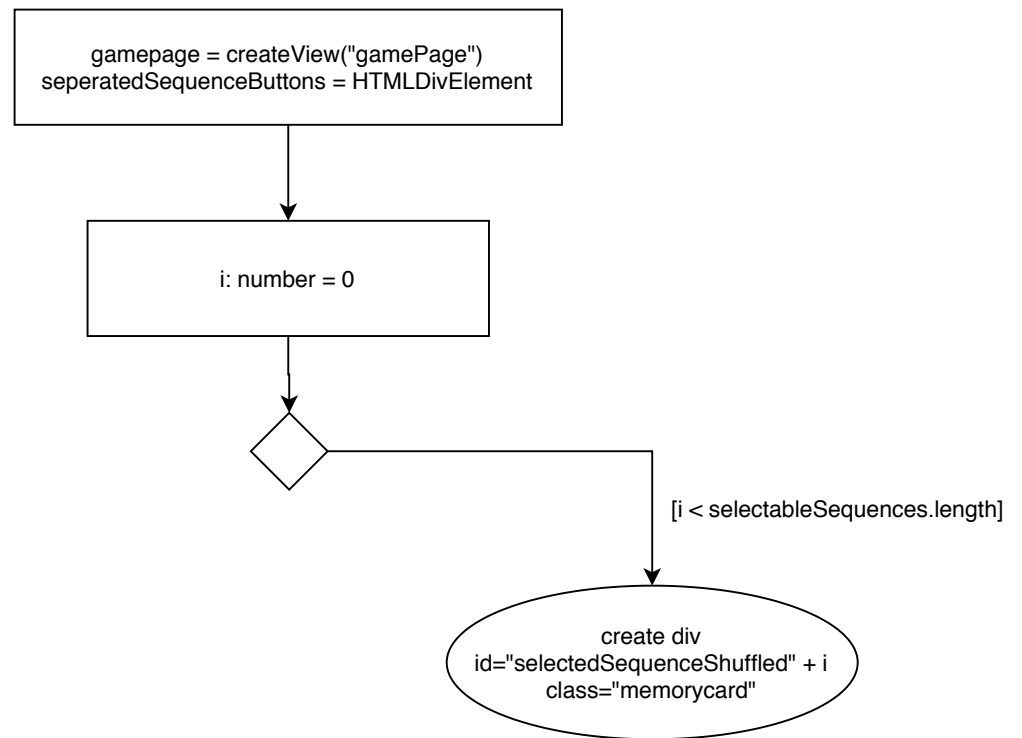 gamepage = createView("gamePage")
seperatedSequenceButtons = HTMLDivElement
i: number = 0
[i < selectableSequences.length]
create div
id="selectedSequenceShuffled" + i
class="memorycard"